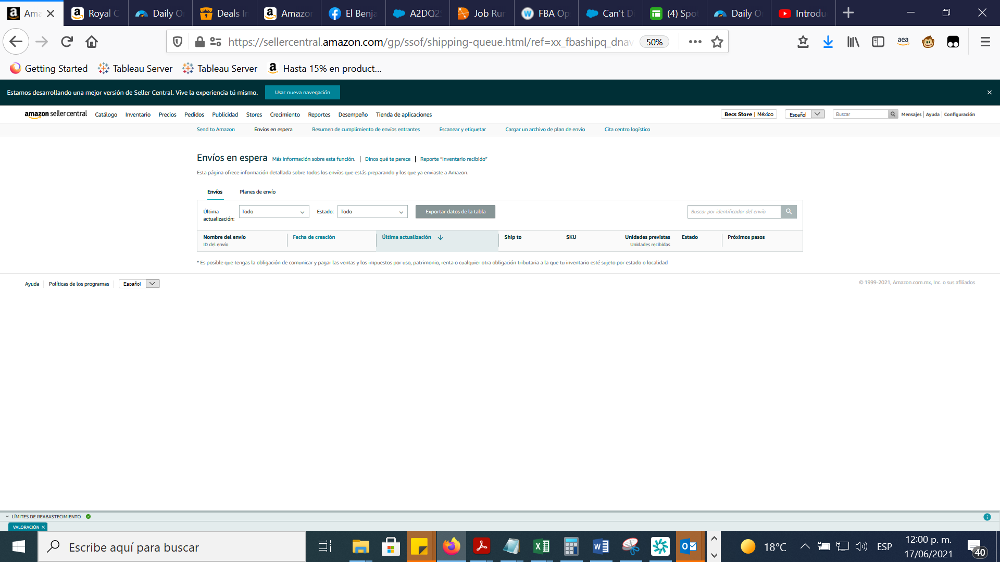 Ama
Royal C
Daily O
Deals In
Amazon
El Benja
A2DQ2
Job Run
FBA Op
Can't D
(4) Spot
Daily O
Introdu
https://sellercentral.amazon.com/gp/ssof/shipping-queue.html/ref=xx_fbashipq_dnav
50%
aea
Getting Started
Tableau Server
Tableau Server
Hasta 15% en product...
Estamos desarrollando una mejor versión de Seller Central. Vive la experiencia tú mismo.
Usar nueva navegación
amazon seller central
Catálogo
Inventario
Precios
Pedidos
Publicidad
Stores
Crecimiento
Reportes
Desempeño
Tienda de aplicaciones
Becs Store | México
Español
Buscar
Mensajes | Ayuda | Configuración
Send to Amazon
Envíos en espera
Resumen de cumplimiento de envíos entrantes
Escanear y etiquetar
Cargar un archivo de plan de envío
Cita centro logístico
Envíos en espera
Más información sobre esta función. | Dinos qué te parece | Reporte “Inventario recibido”
Esta página ofrece información detallada sobre todos los envíos que estás preparando y los que ya enviaste a Amazon.
Envíos
Planes de envío
Última
actualización:
Todo
Estado:
Todo
Exportar datos de la tabla
Buscar por identificador del envío
Nombre del envío
ID del envío
Fecha de creación
Última actualización
Ship to
SKU
Unidades previstas
Unidades recibidas
Estado
Próximos pasos
* Es posible que tengas la obligación de comunicar y pagar las ventas y los impuestos por uso, patrimonio, renta o cualquier otra obligación tributaria a la que tu inventario esté sujeto por estado o localidad
Ayuda
Políticas de los programas
Español
© 1999-2021, Amazon.com.mx, Inc. o sus afiliados
LÍMITES DE REABASTECIMIENTO
VALORACIÓN
Escribe aquí para buscar
18°C
ESP
12:00 p. m.
17/06/2021
40